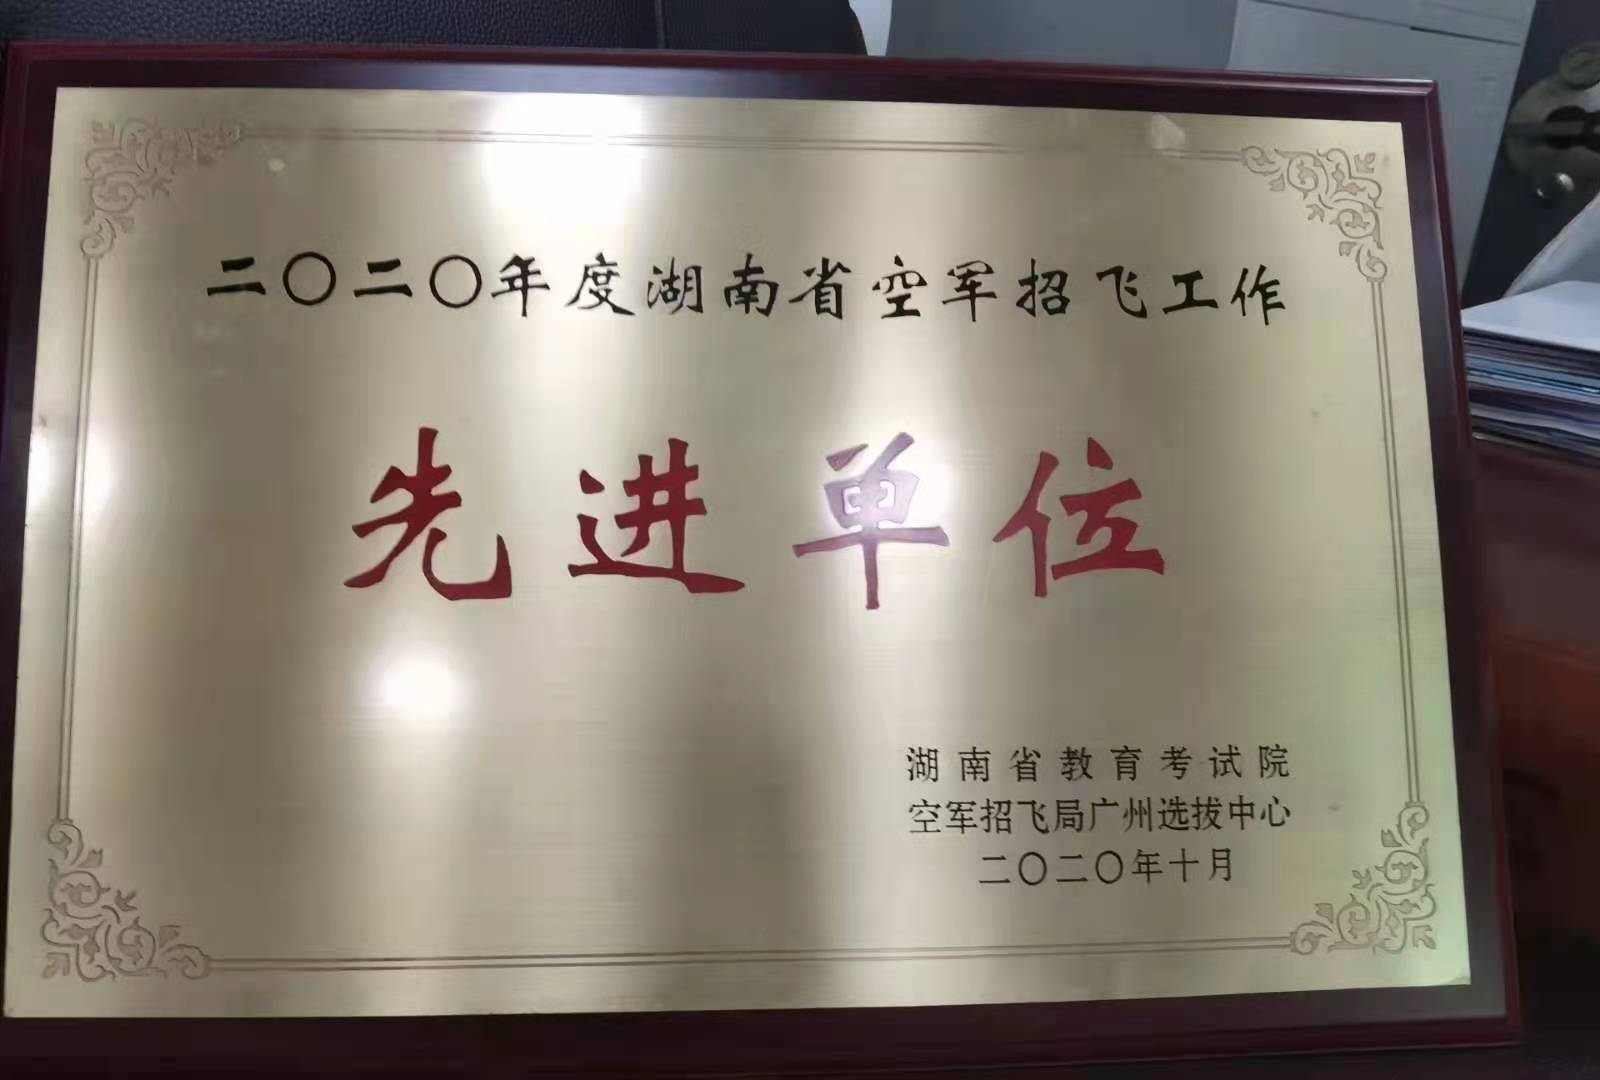 二〇二〇年度湖南省空军招飞工作
先进单位
湖南省教育考试院
空军招飞局广州选拔中心
二〇二〇年十月